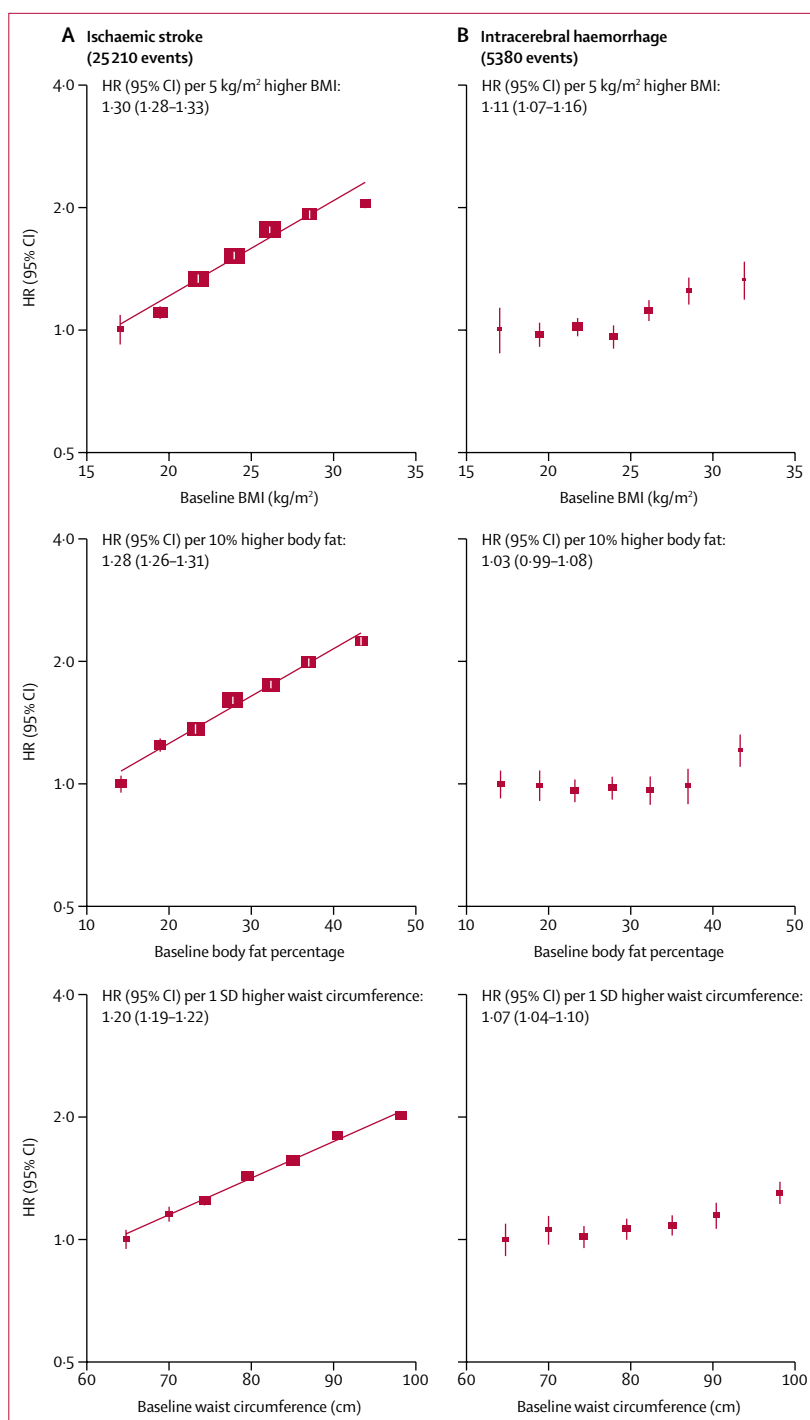 A Ischaemic stroke
(25 210 events)
HR (95% CI) per 5 kg/m² higher BMI:
1·30 (1·28–1·33)
4·0
2·0
1·0
0·5
HR (95% CI)
15 20 25 30 35
Baseline BMI (kg/m²)
B Intracerebral haemorrhage
(5380 events)
HR (95% CI) per 5 kg/m² higher BMI:
1·11 (1·07–1·16)
15 20 25 30 35
Baseline BMI (kg/m²)
HR (95% CI) per 10% higher body fat:
1·28 (1·26–1·31)
4·0
2·0
1·0
0·5
HR (95% CI)
10 20 30 40 50
Baseline body fat percentage
HR (95% CI) per 10% higher body fat:
1·03 (0·99–1·08)
10 20 30 40 50
Baseline body fat percentage
HR (95% CI) per 1 SD higher waist circumference:
1·20 (1·19–1·22)
4·0
2·0
1·0
0·5
HR (95% CI)
60 70 80 90 100
Baseline waist circumference (cm)
HR (95% CI) per 1 SD higher waist circumference:
1·07 (1·04–1·10)
60 70 80 90 100
Baseline waist circumference (cm)